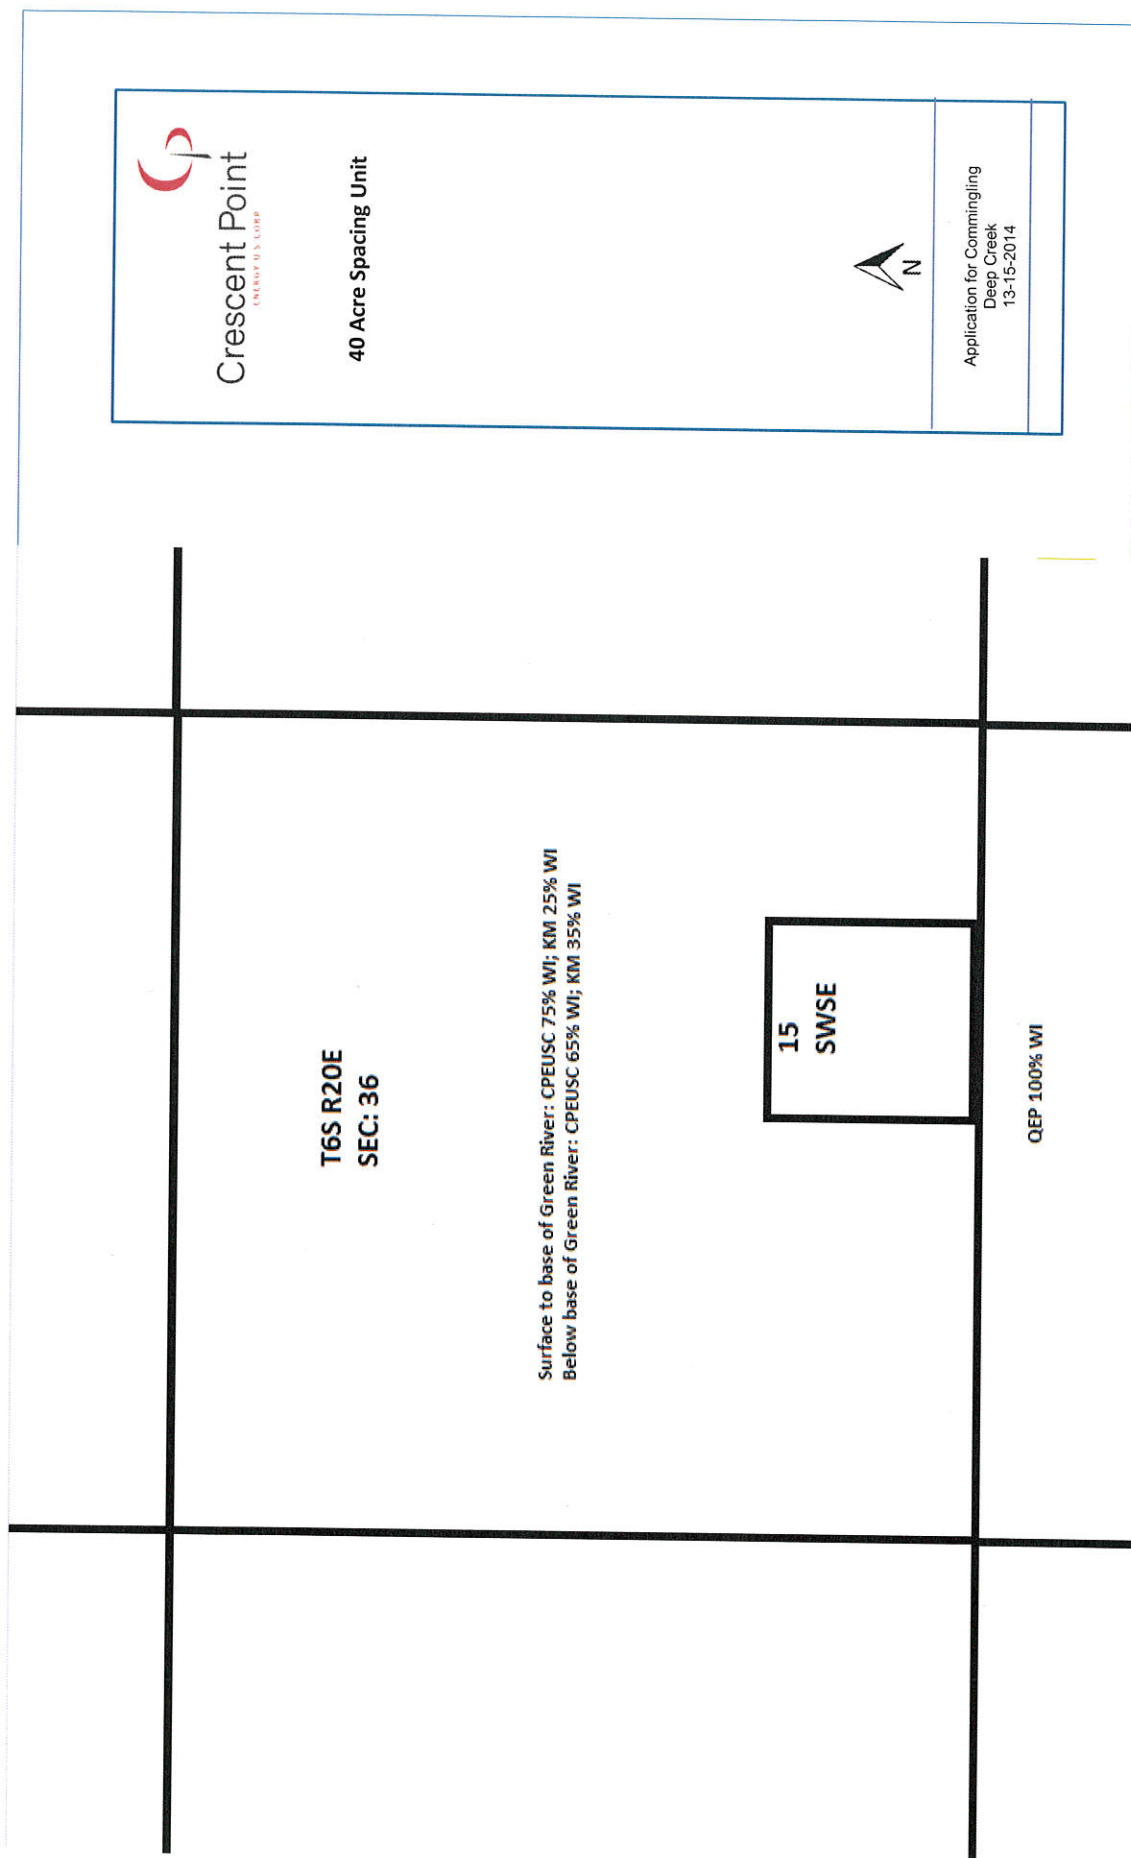 T6S R20E
SEC: 36
Surface to base of Green River: CPEUSC 75% WI; KM 25% WI
Below base of Green River: CPEUSC 65% WI; KM 35% WI
15
SWSE
QEP 100% WI
Crescent Point
ENERGY U.S. CORP
40 Acre Spacing Unit
N
Application for Commingling
Deep Creek
13-15-2014